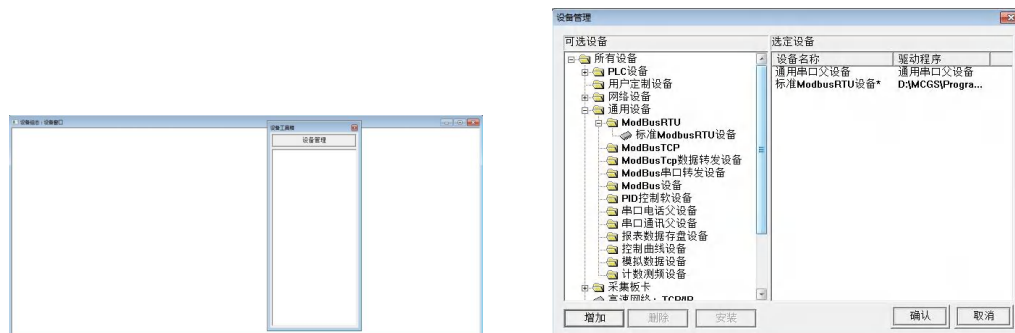 设备组态：设备窗口
设备工具箱
设备管理
设备管理
可选设备
选定设备
所有设备
PLC设备
用户定制设备
网络设备
通用设备
ModBusRTU
标准ModbusRTU设备
ModBusTCP
ModBusTcp数据转发设备
ModBus串口转发设备
ModBus设备
PID控制软设备
串口电话父设备
串口通讯父设备
报表数据存盘设备
控制曲线设备
模拟数据设备
计数测频设备
采集板卡
高速网络：TCP/IP
设备名称 驱动程序
通用串口父设备 通用串口父设备
标准ModbusRTU设备* D:\MCGS\Progra...
增加 删除 安装 确认 取消